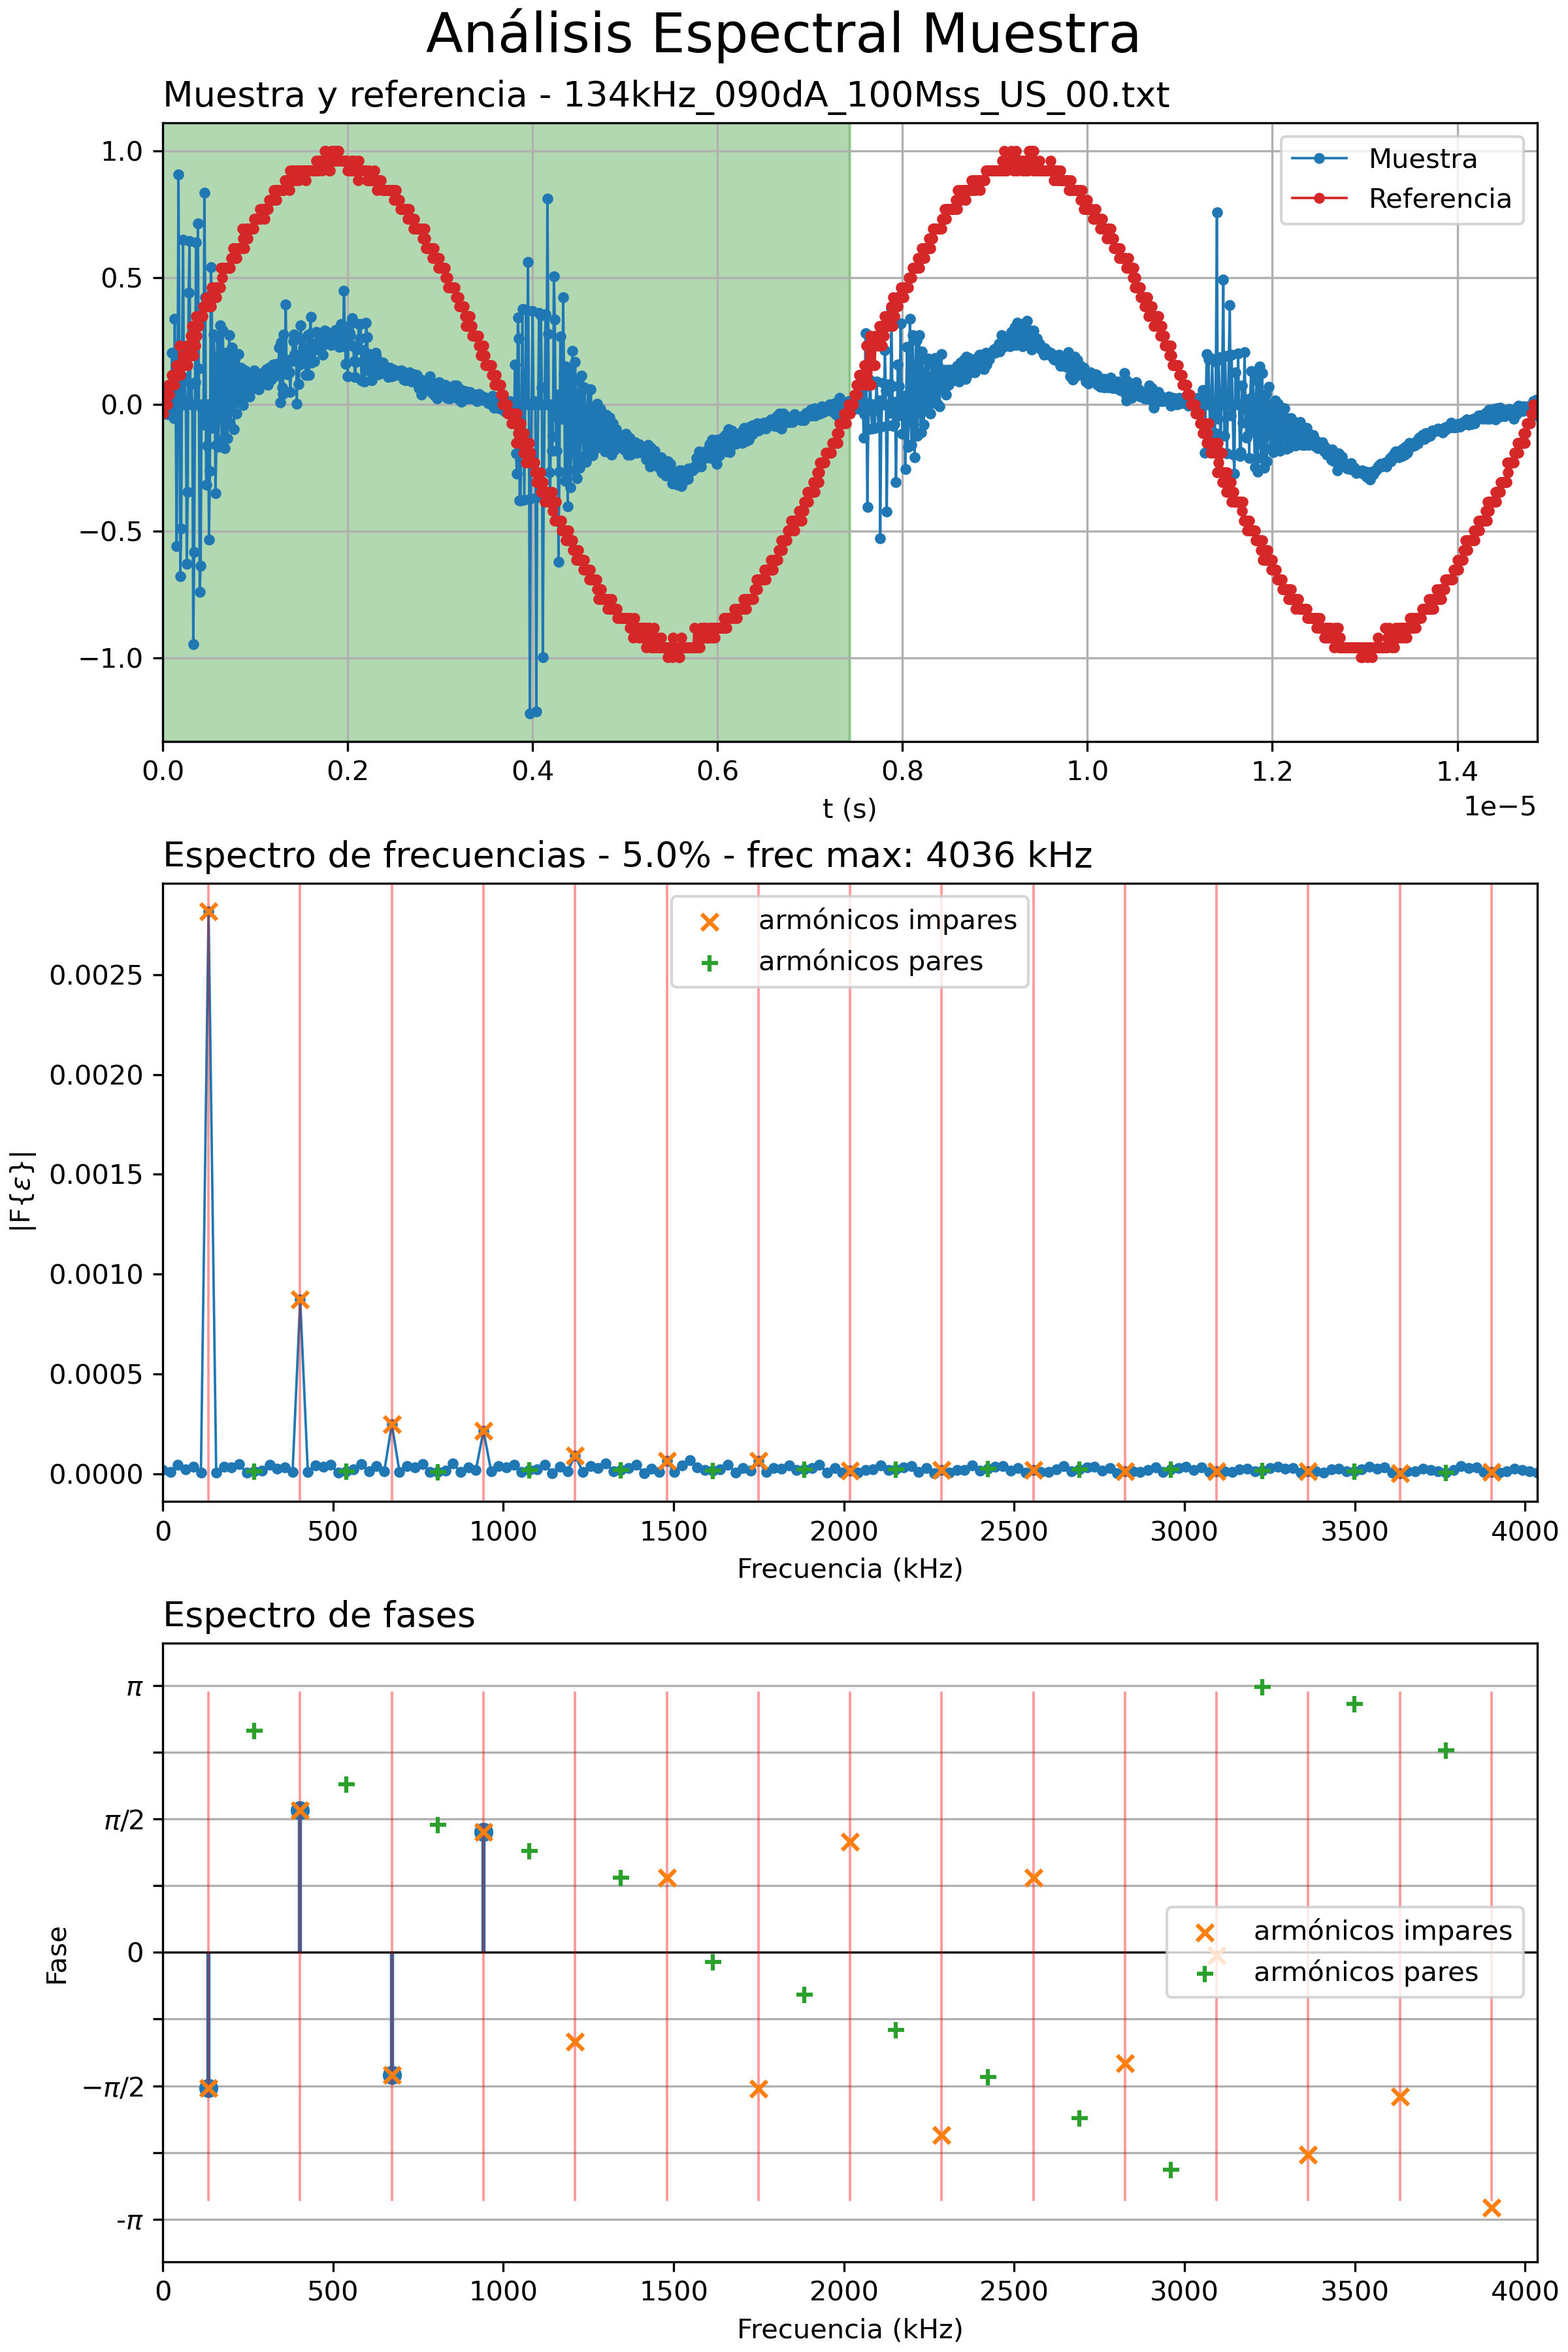 Análisis Espectral Muestra
Muestra y referencia - 134kHz_090dA_100Mss_US_00.txt
Muestra
Referencia
1.0
0.5
0.0
−0.5
−1.0
0.0 0.2 0.4 0.6 0.8 1.0 1.2 1.4
1e−5
t (s)
Espectro de frecuencias - 5.0% - frec max: 4036 kHz
armónicos impares
armónicos pares
|F{ε}|
0.0025
0.0020
0.0015
0.0010
0.0005
0.0000
0 500 1000 1500 2000 2500 3000 3500 4000
Frecuencia (kHz)
Espectro de fases
armónicos impares
armónicos pares
Fase
π
π/2
0
−π/2
-π
0 500 1000 1500 2000 2500 3000 3500 4000
Frecuencia (kHz)